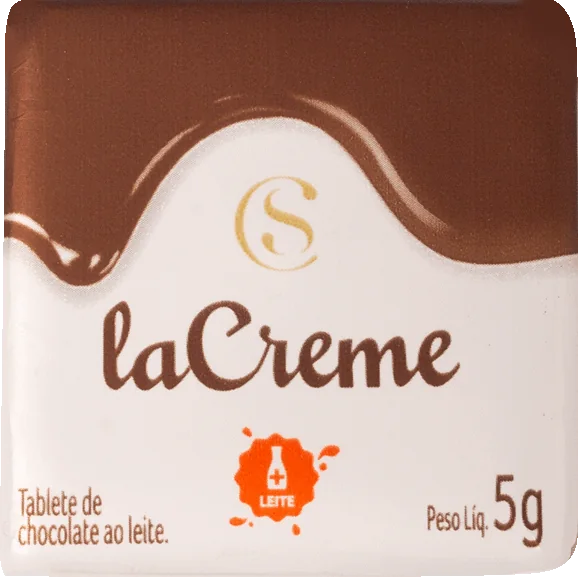 CS
laCreme
+
LEITE
Tablete de
chocolate ao leite.
Peso Líq. 5g